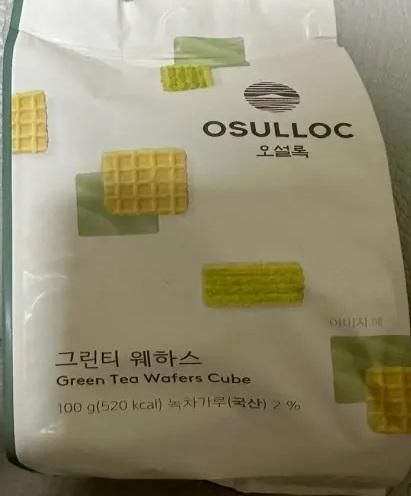 OSULLOC
오설록
이미지 예
그린티 웨하스
Green Tea Wafers Cube
100 g(520 kcal) 녹차가루(국산) 2 %